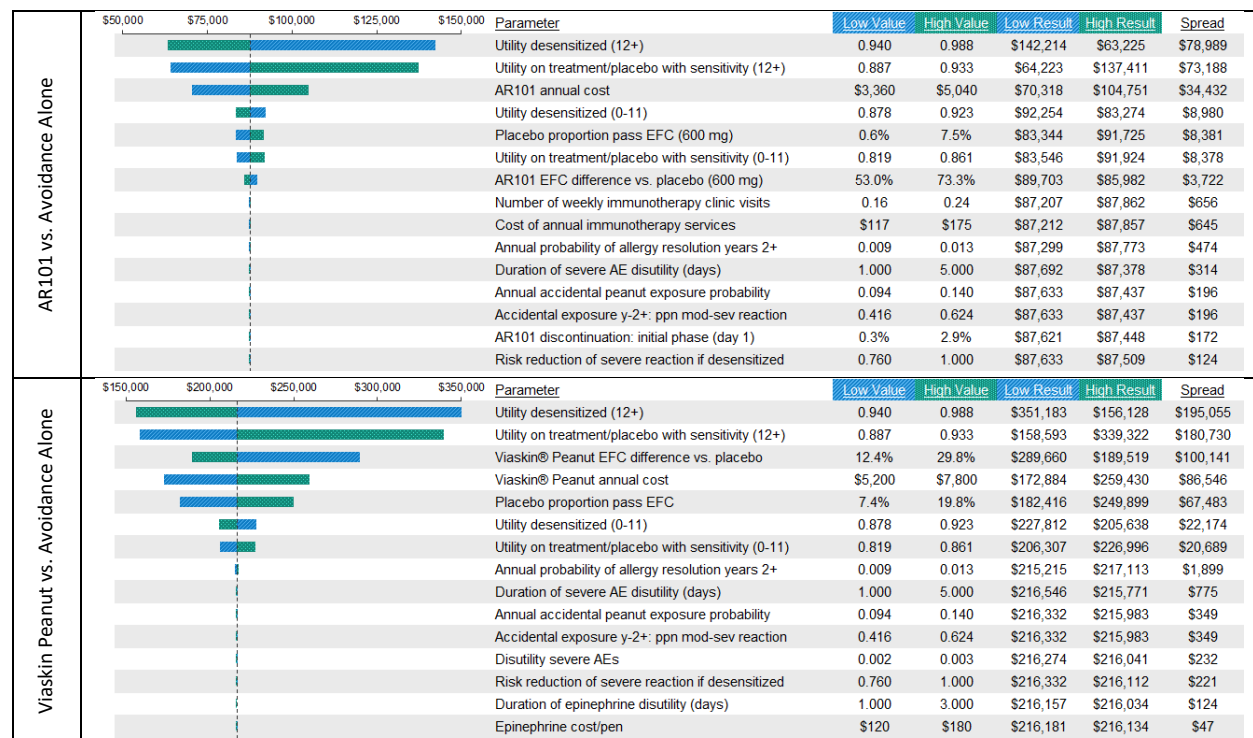 AR101 vs. Avoidance Alone
$50,000 $75,000 $100,000 $125,000 $150,000 Parameter Low Value High Value Low Result High Result Spread
Utility desensitized (12+) 0.940 0.988 $142,214 $63,225 $78,989
Utility on treatment/placebo with sensitivity (12+) 0.887 0.933 $64,223 $137,411 $73,188
AR101 annual cost $3,360 $5,040 $70,318 $104,751 $34,432
Utility desensitized (0-11) 0.878 0.923 $92,254 $83,274 $8,980
Placebo proportion pass EFC (600 mg) 0.6% 7.5% $83,344 $91,725 $8,381
Utility on treatment/placebo with sensitivity (0-11) 0.819 0.861 $83,546 $91,924 $8,378
AR101 EFC difference vs. placebo (600 mg) 53.0% 73.3% $89,703 $85,982 $3,722
Number of weekly immunotherapy clinic visits 0.16 0.24 $87,207 $87,862 $656
Cost of annual immunotherapy services $117 $175 $87,212 $87,857 $645
Annual probability of allergy resolution years 2+ 0.009 0.013 $87,299 $87,773 $474
Duration of severe AE disutility (days) 1.000 5.000 $87,692 $87,378 $314
Annual accidental peanut exposure probability 0.094 0.140 $87,633 $87,437 $196
Accidental exposure y-2+: ppn mod-sev reaction 0.416 0.624 $87,633 $87,437 $196
AR101 discontinuation: initial phase (day 1) 0.3% 2.9% $87,621 $87,448 $172
Risk reduction of severe reaction if desensitized 0.760 1.000 $87,633 $87,509 $124
Viaskin Peanut vs. Avoidance Alone
$150,000 $200,000 $250,000 $300,000 $350,000 Parameter Low Value High Value Low Result High Result Spread
Utility desensitized (12+) 0.940 0.988 $351,183 $156,128 $195,055
Utility on treatment/placebo with sensitivity (12+) 0.887 0.933 $158,593 $339,322 $180,730
Viaskin® Peanut EFC difference vs. placebo 12.4% 29.8% $289,660 $189,519 $100,141
Viaskin® Peanut annual cost $5,200 $7,800 $172,884 $259,430 $86,546
Placebo proportion pass EFC 7.4% 19.8% $182,416 $249,899 $67,483
Utility desensitized (0-11) 0.878 0.923 $227,812 $205,638 $22,174
Utility on treatment/placebo with sensitivity (0-11) 0.819 0.861 $206,307 $226,996 $20,689
Annual probability of allergy resolution years 2+ 0.009 0.013 $215,215 $217,113 $1,899
Duration of severe AE disutility (days) 1.000 5.000 $216,546 $215,771 $775
Annual accidental peanut exposure probability 0.094 0.140 $216,332 $215,983 $349
Accidental exposure y-2+: ppn mod-sev reaction 0.416 0.624 $216,332 $215,983 $349
Disutility severe AEs 0.002 0.003 $216,274 $216,041 $232
Risk reduction of severe reaction if desensitized 0.760 1.000 $216,332 $216,112 $221
Duration of epinephrine disutility (days) 1.000 3.000 $216,157 $216,034 $124
Epinephrine cost/pen $120 $180 $216,181 $216,134 $47